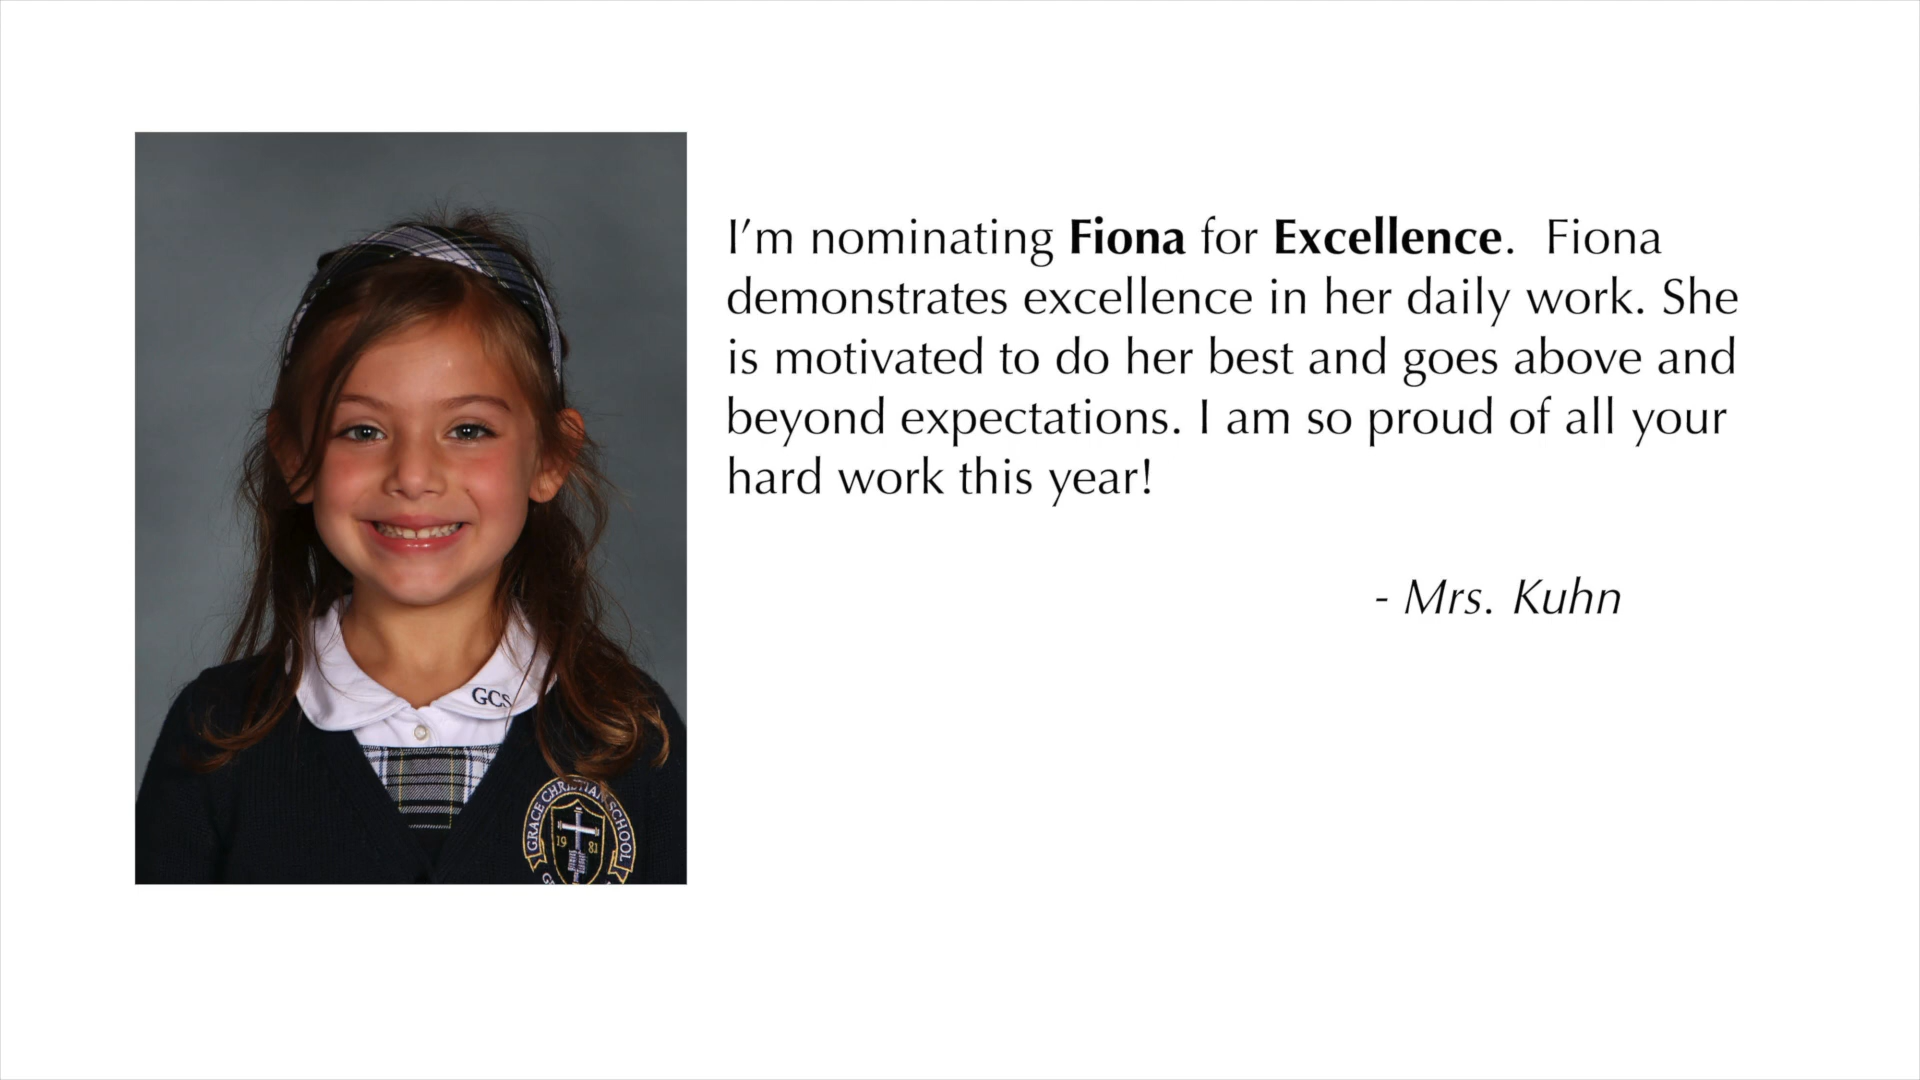 I'm nominating Fiona for Excellence.  Fiona
demonstrates excellence in her daily work. She
is motivated to do her best and goes above and
beyond expectations. I am so proud of all your
hard work this year!
- Mrs. Kuhn
GCS
GRACE CHRISTIAN SCHOOL
19 81